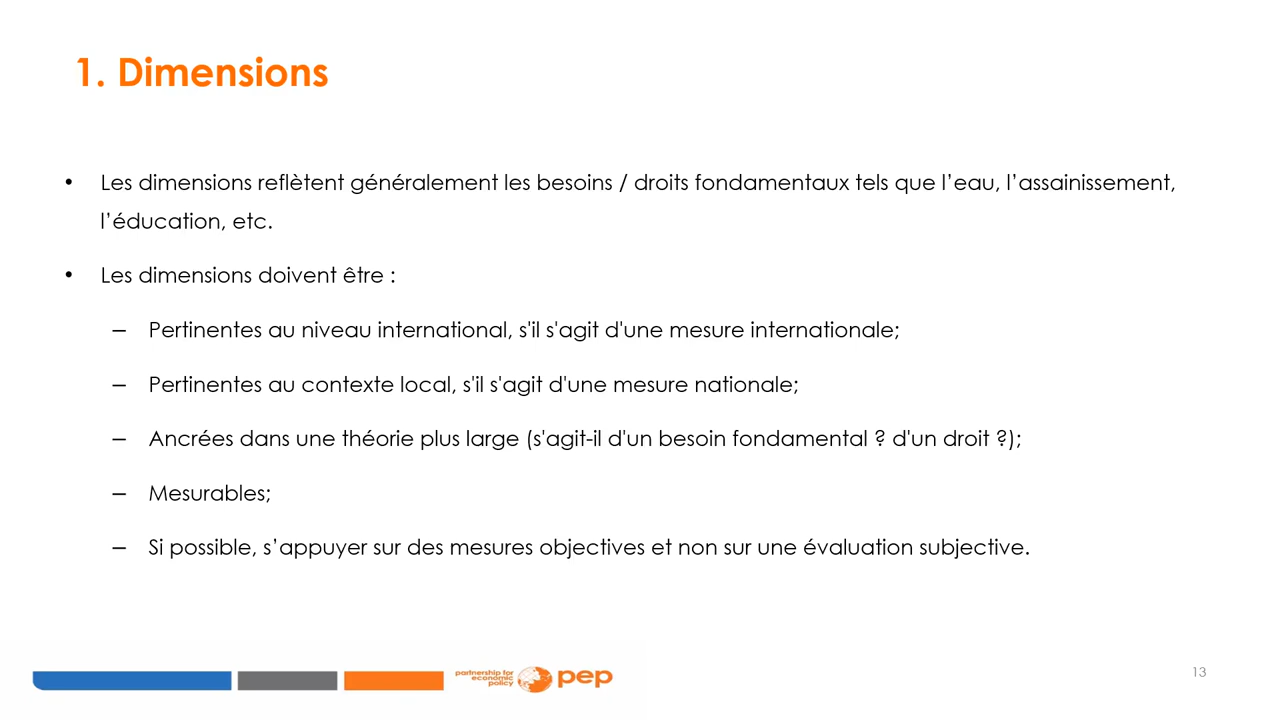 1. Dimensions
• Les dimensions reflètent généralement les besoins / droits fondamentaux tels que l’eau, l’assainissement,
l’éducation, etc.
• Les dimensions doivent être :
– Pertinentes au niveau international, s'il s'agit d'une mesure internationale;
– Pertinentes au contexte local, s'il s'agit d'une mesure nationale;
– Ancrées dans une théorie plus large (s'agit-il d'un besoin fondamental ? d'un droit ?);
– Mesurables;
– Si possible, s’appuyer sur des mesures objectives et non sur une évaluation subjective.
partnership for
economic
policy
pep
13